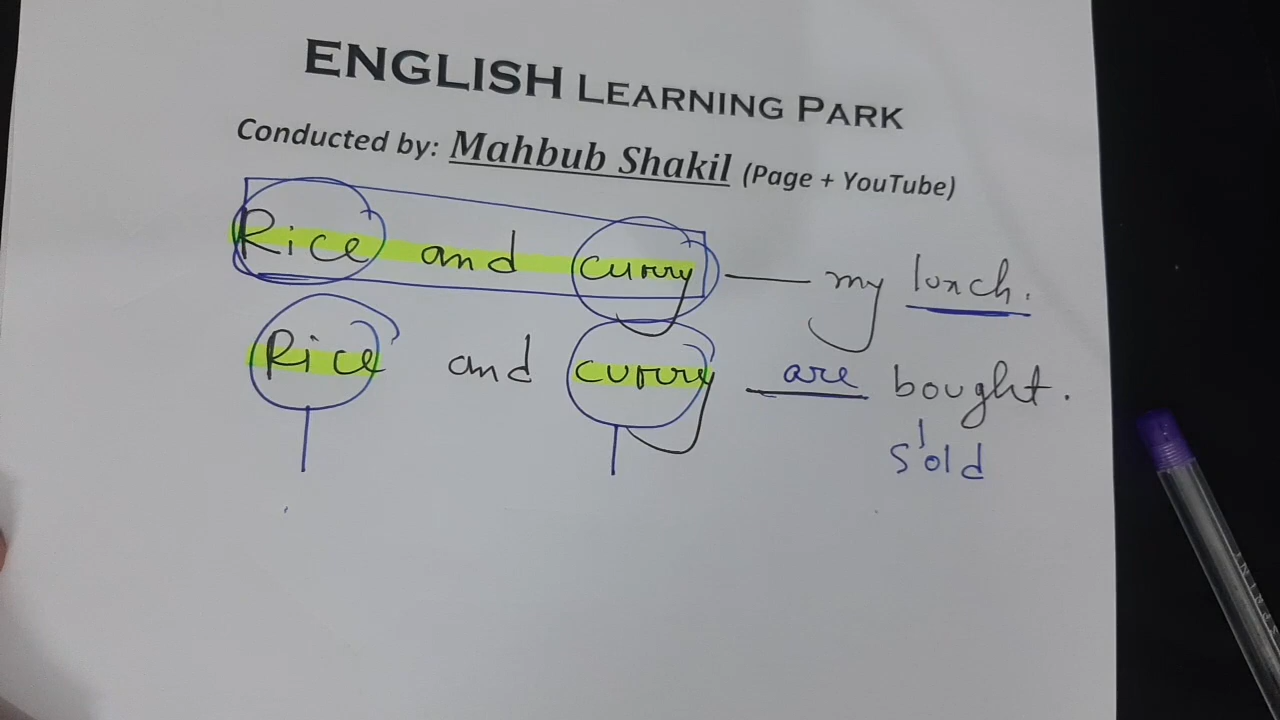 ENGLISH LEARNING PARK
Conducted by: Mahbub Shakil (Page + YouTube)
Rice and curry — my lunch.
Rice and curry are bought.
sold